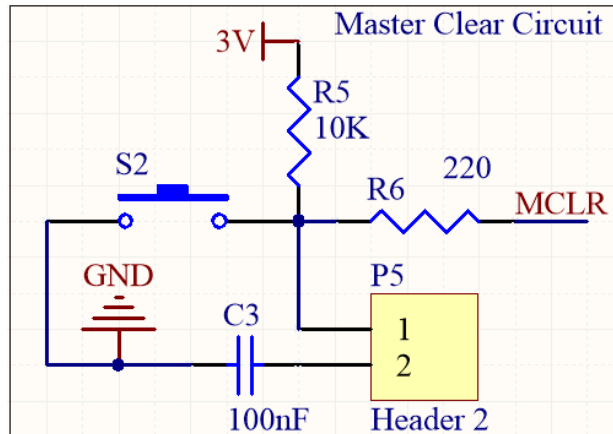 Master Clear Circuit
3V
R5
10K
S2
R6 220
MCLR
GND
P5
C3
1
2
100nF
Header 2